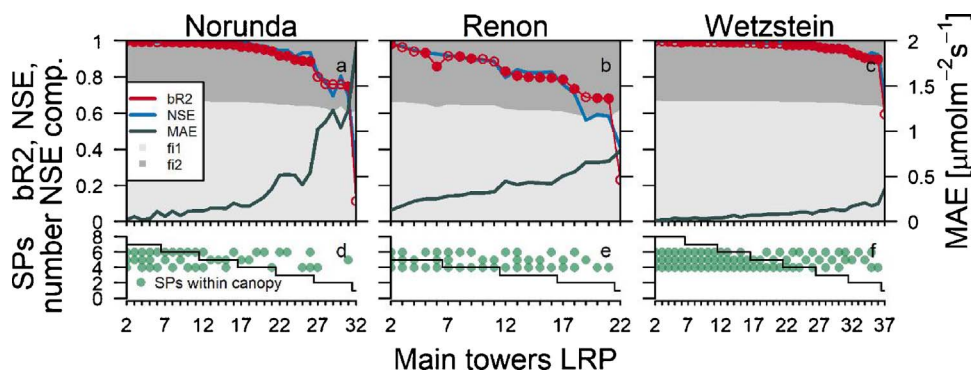 Norunda Renon Wetzstein
bR2, NSE,
NSE comp.
1
0.8
0.6
0.4
0.2
0
a
bR2
NSE
MAE
fi1
fi2
b
c
2
1.5
1
0.5
0
MAE [μmolm⁻²s⁻¹]
SPs
number
8
6
4
2
0
d
SPs within canopy
e
f
2 7 12 17 22 27 32
2 7 12 17 22
2 7 12 17 22 27 32 37
Main towers LRP